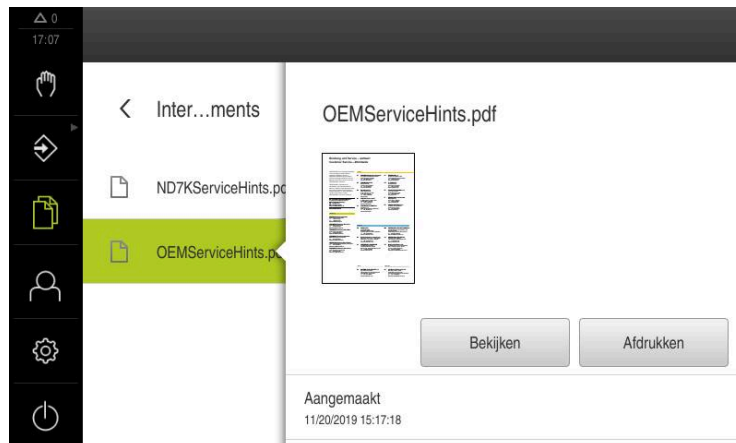 0
17:07
Inter...ments
ND7KServiceHints.pd
OEMServiceHints.pd
OEMServiceHints.pdf
Bekijken
Afdrukken
Aangemaakt
11/20/2019 15:17:18